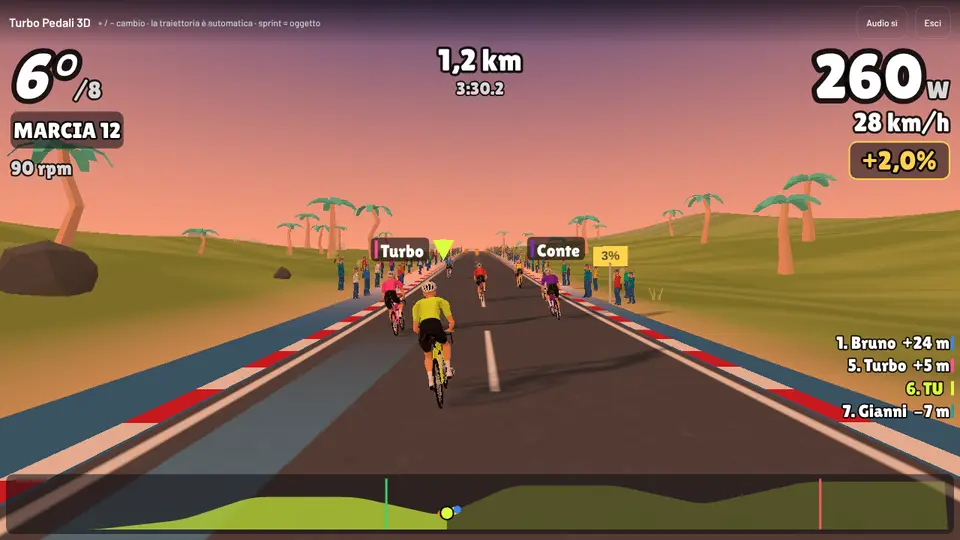 Turbo Pedali 3D + / − cambio · la traiettoria è automatica · sprint = oggetto
Audio sì
Esci
6º/8
MARCIA 12
90 rpm
1,2 km
3:30.2
260 W
28 km/h
+2,0%
Turbo
Conte
3%
1. Bruno +24 m
5. Turbo +5 m
6. TU
7. Gianni −7 m